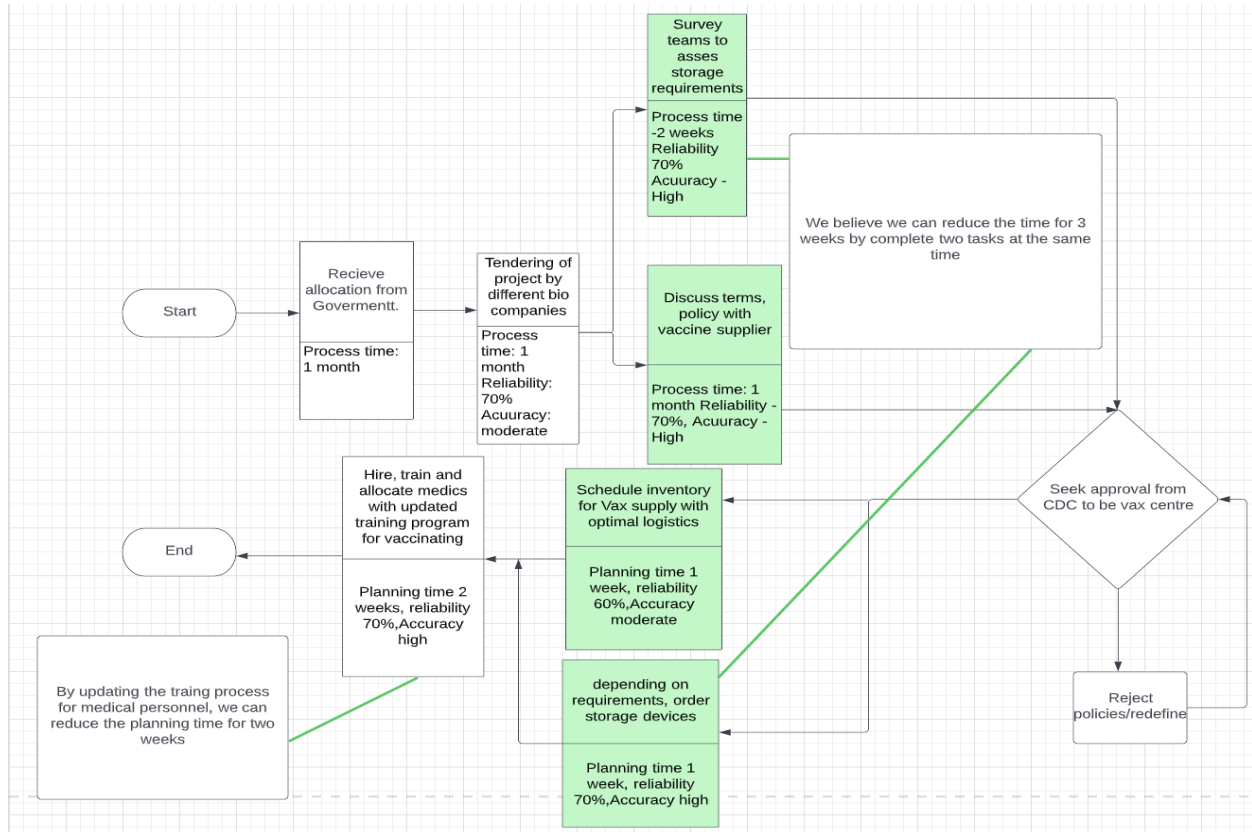 Survey
teams to
asses
storage
requirements
Process time
-2 weeks
Reliability
70%
Acuuracy -
High
We believe we can reduce the time for 3
weeks by complete two tasks at the same
time
Start
Recieve
allocation from
Govermentt.
Process time:
1 month
Tendering of
project by
different bio
companies
Process
time: 1
month
Reliability:
70%
Acuuracy:
moderate
Discuss terms,
policy with
vaccine supplier
Process time: 1
month Reliability -
70%, Acuuracy -
High
Seek approval from
CDC to be vax centre
Reject
policies/redefine
Schedule inventory
for Vax supply with
optimal logistics
Planning time 1
week, reliability
60%,Accuracy
moderate
depending on
requirements, order
storage devices
Planning time 1
week, reliability
70%,Accuracy high
Hire, train and
allocate medics
with updated
training program
for vaccinating
Planning time 2
weeks, reliability
70%,Accuracy
high
End
By updating the traing process
for medical personnel, we can
reduce the planning time for two
weeks